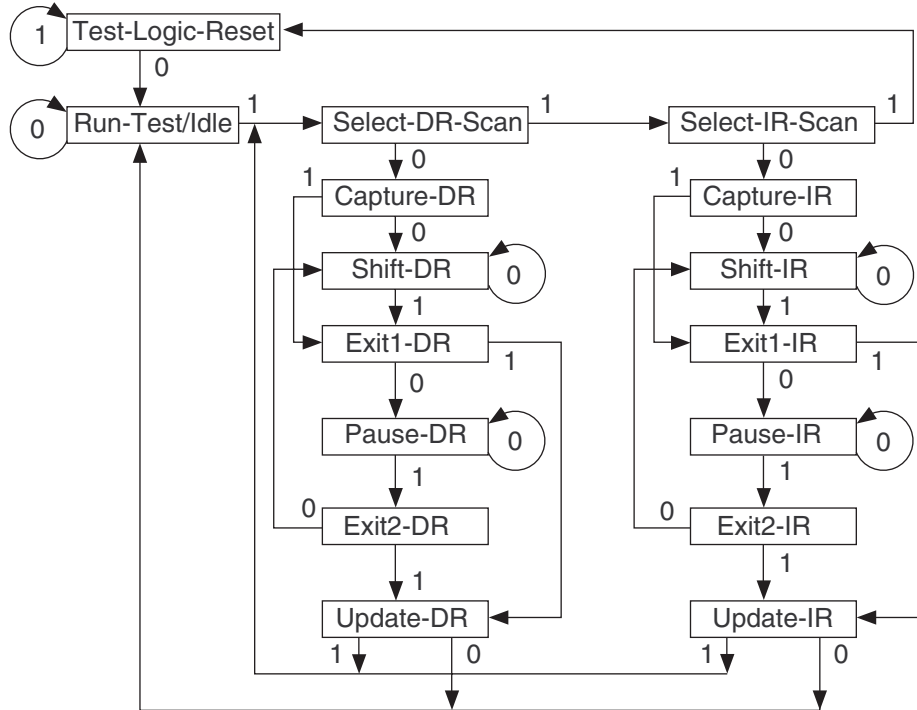 1 Test-Logic-Reset
0
0 Run-Test/Idle 1 Select-DR-Scan 1 Select-IR-Scan 1
0 0
1 Capture-DR 1 Capture-IR
0 0
Shift-DR 0 Shift-IR 0
1 1
Exit1-DR 1 Exit1-IR 1
0 0
Pause-DR 0 Pause-IR 0
1 1
0 Exit2-DR 0 Exit2-IR
1 1
Update-DR Update-IR
1 0 1 0